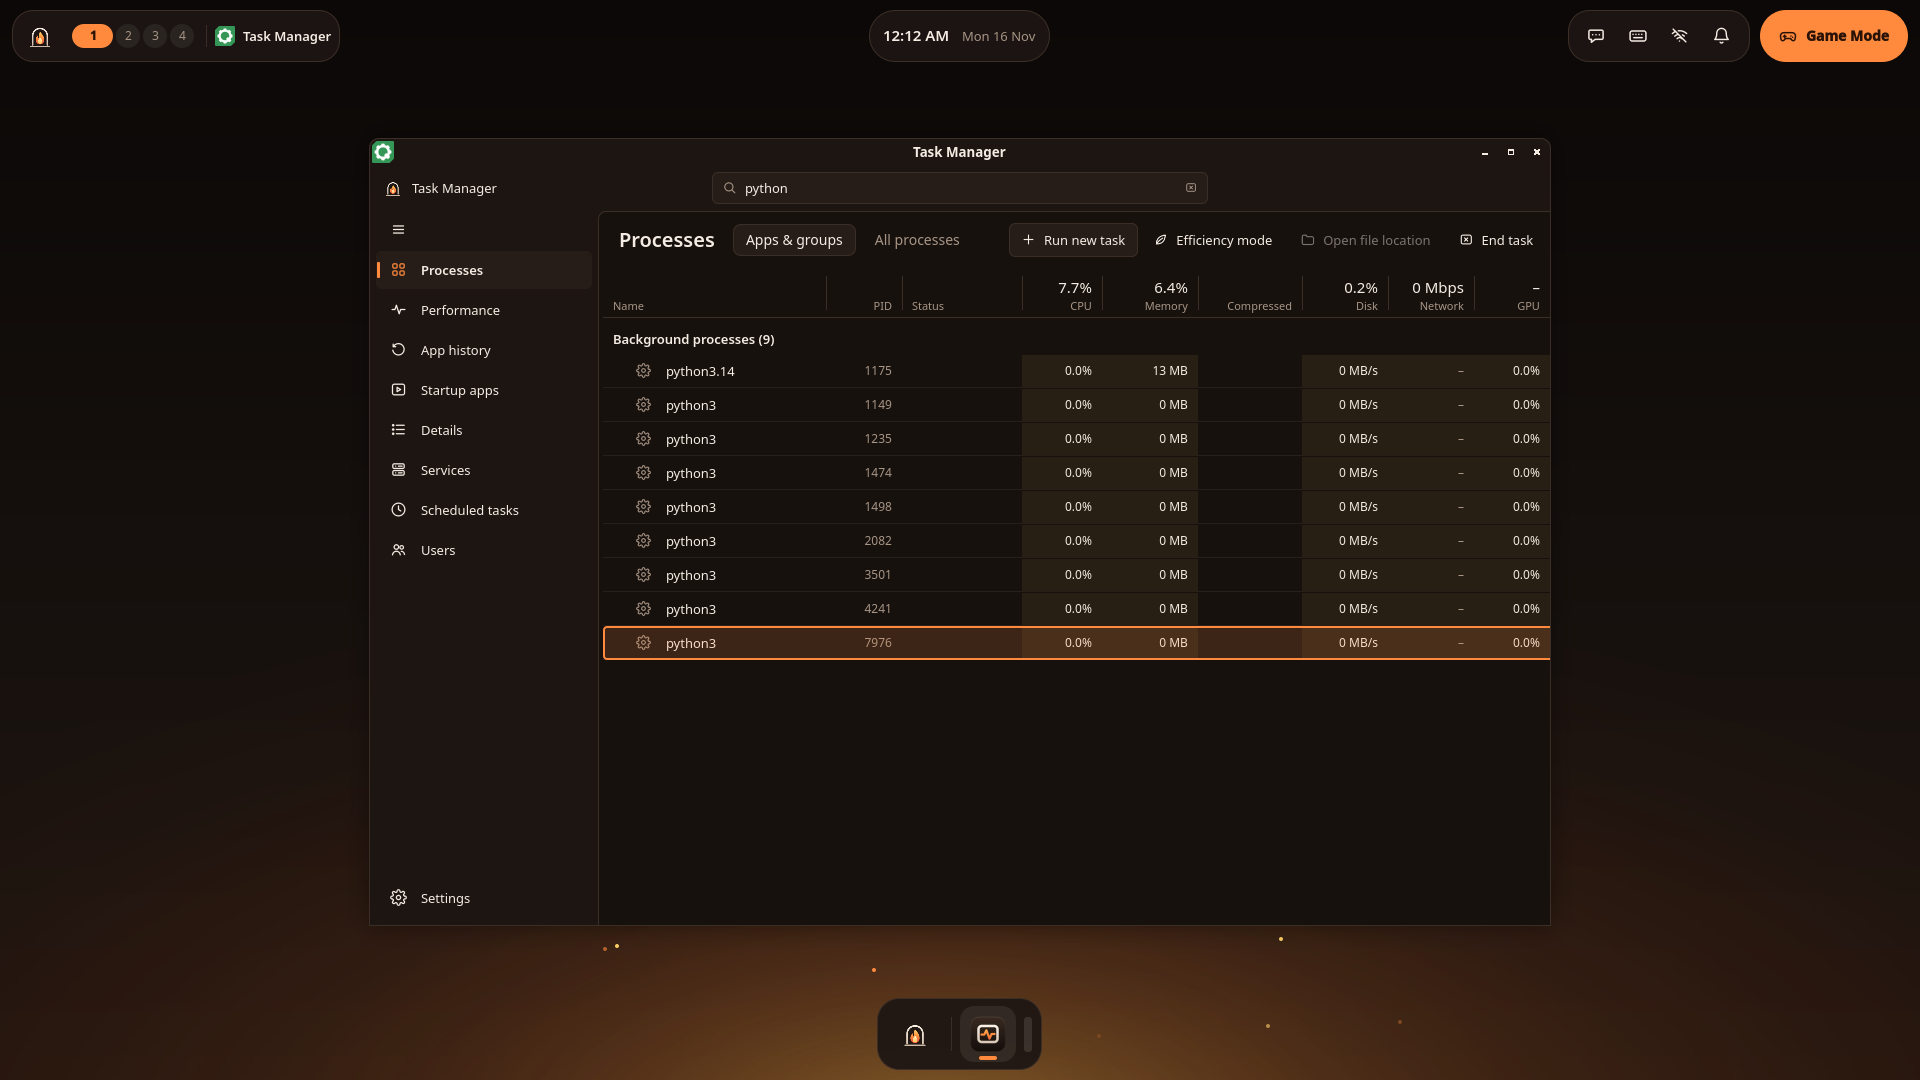 1 2 3 4 Task Manager
12:12 AM Mon 16 Nov
Game Mode
Task Manager
Task Manager
python
Processes
Performance
App history
Startup apps
Details
Services
Scheduled tasks
Users
Settings
Processes Apps & groups All processes Run new task Efficiency mode Open file location End task
7.7% 6.4% 0.2% 0 Mbps –
Name PID Status CPU Memory Compressed Disk Network GPU
Background processes (9)
python3.14 1175 0.0% 13 MB 0 MB/s – 0.0%
python3 1149 0.0% 0 MB 0 MB/s – 0.0%
python3 1235 0.0% 0 MB 0 MB/s – 0.0%
python3 1474 0.0% 0 MB 0 MB/s – 0.0%
python3 1498 0.0% 0 MB 0 MB/s – 0.0%
python3 2082 0.0% 0 MB 0 MB/s – 0.0%
python3 3501 0.0% 0 MB 0 MB/s – 0.0%
python3 4241 0.0% 0 MB 0 MB/s – 0.0%
python3 7976 0.0% 0 MB 0 MB/s – 0.0%